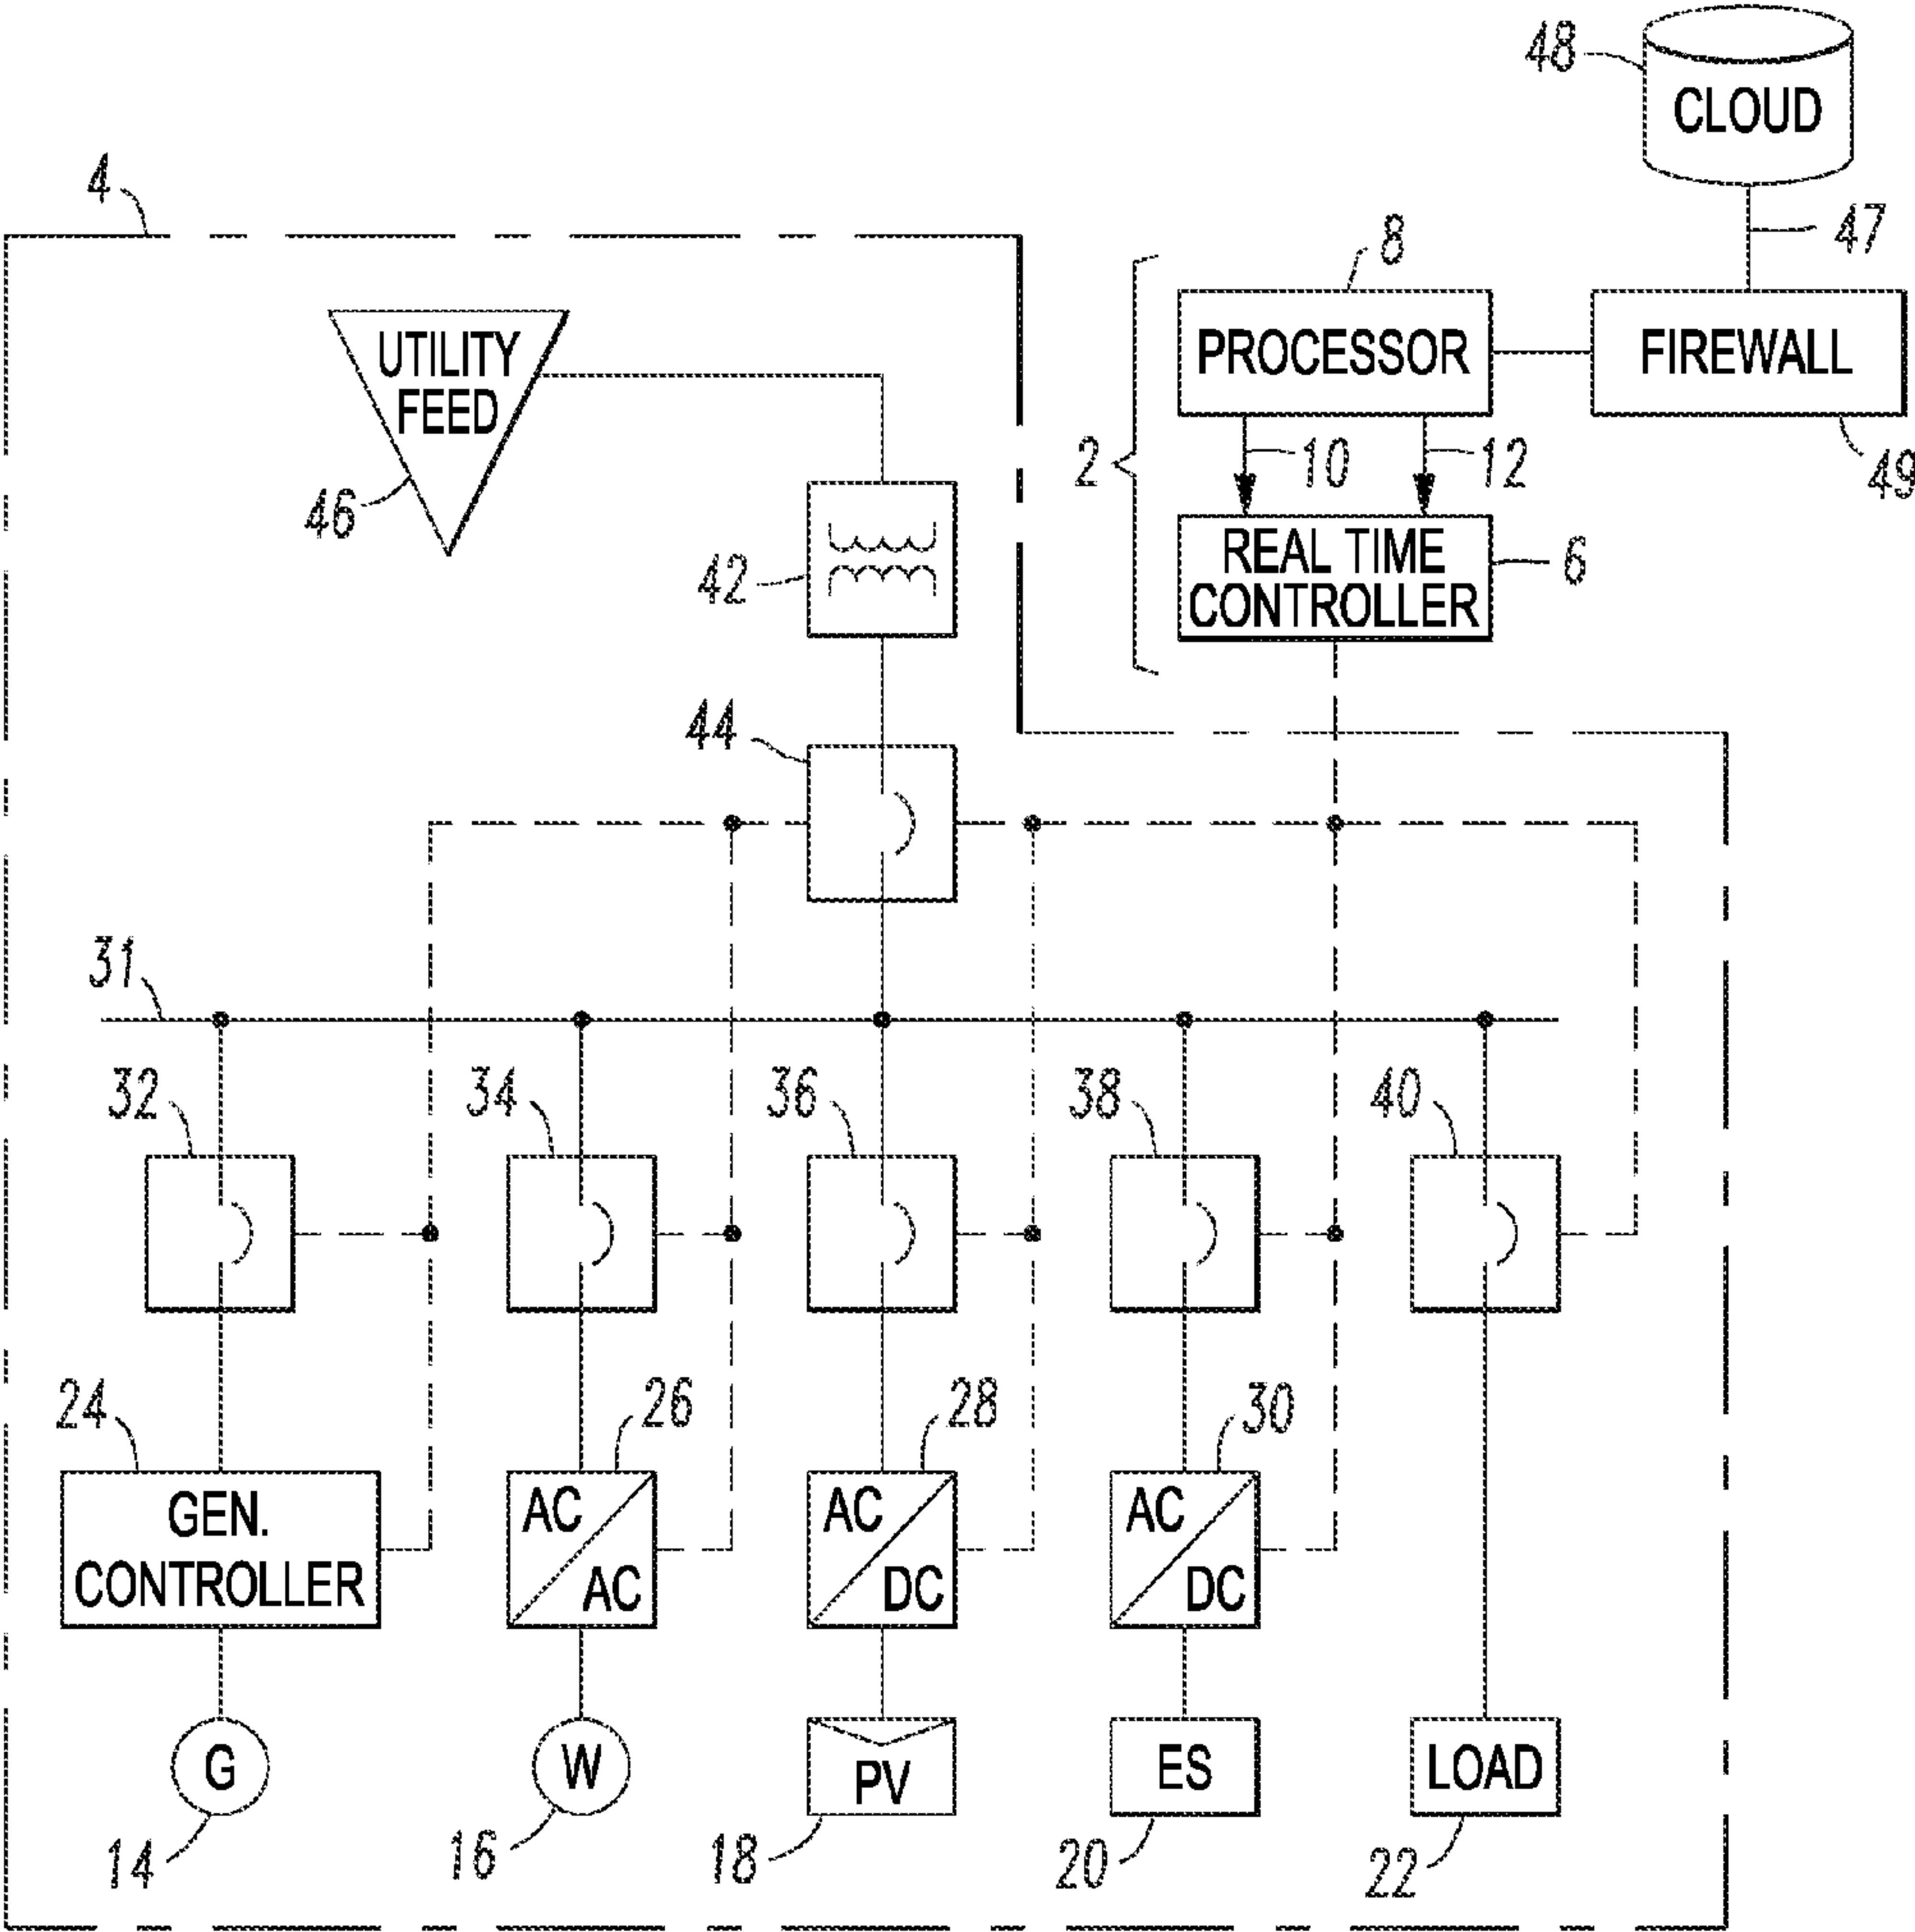 48
CLOUD
4
47
8
UTILITY
FEED
PROCESSOR
FIREWALL
2
10
12
49
46
42
REAL TIME
CONTROLLER
6
44
31
32
34
36
38
40
24
26
28
30
GEN.
CONTROLLER
AC
AC
AC
DC
AC
DC
G
W
PV
ES
LOAD
14
16
18
20
22